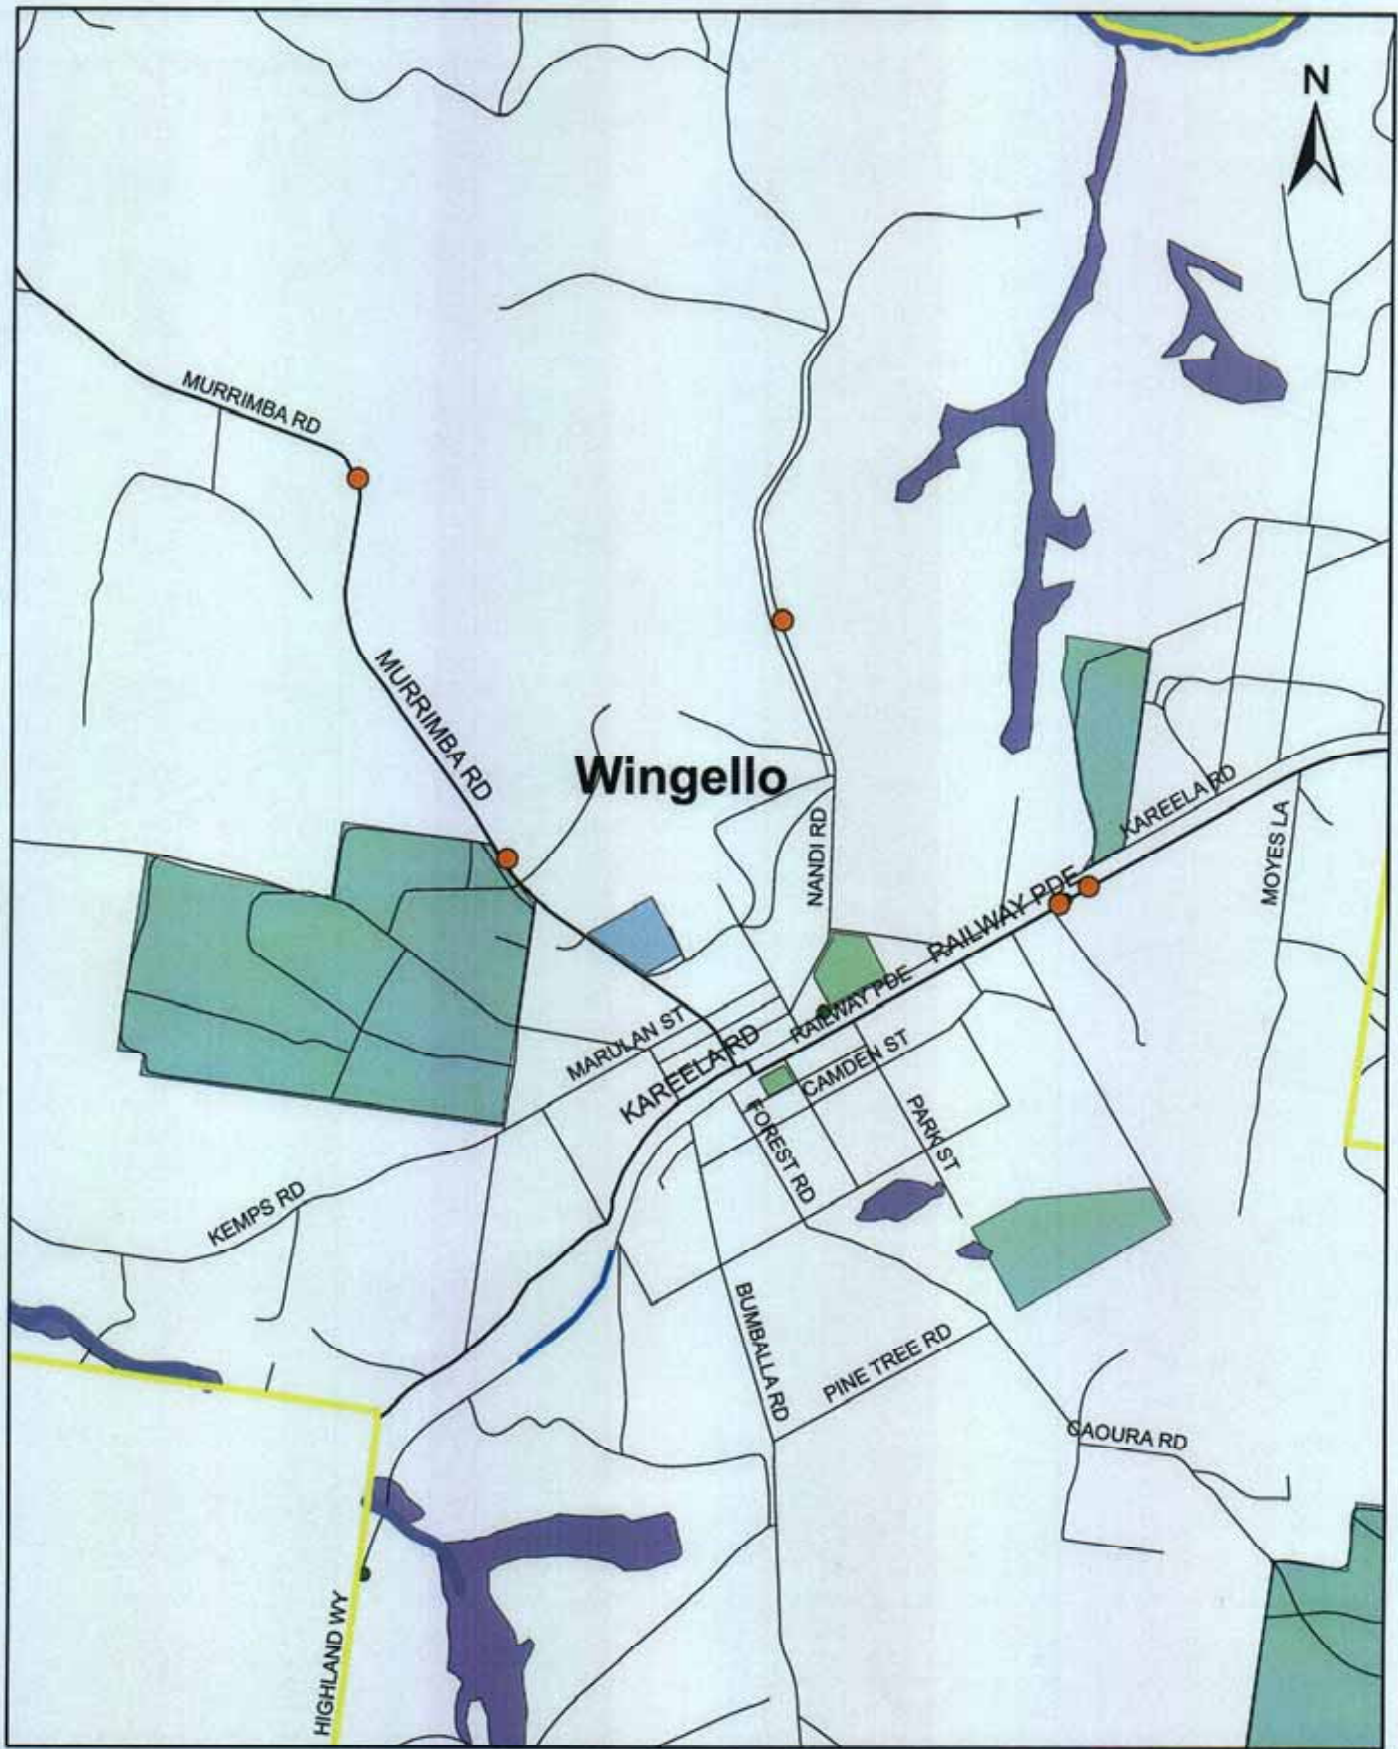 N
MURRIMBA RD
MURRIMBA RD
Wingello
NANDI RD
KAREELA RD
MOYES LA
RAILWAY PDE
RAILWAY PDE
MARULAN ST
KAREELA RD
CAMDEN ST
FOREST RD
PARK ST
KEMPS RD
BUMBALLA RD
PINE TREE RD
CAOURA RD
HIGHLAND WY